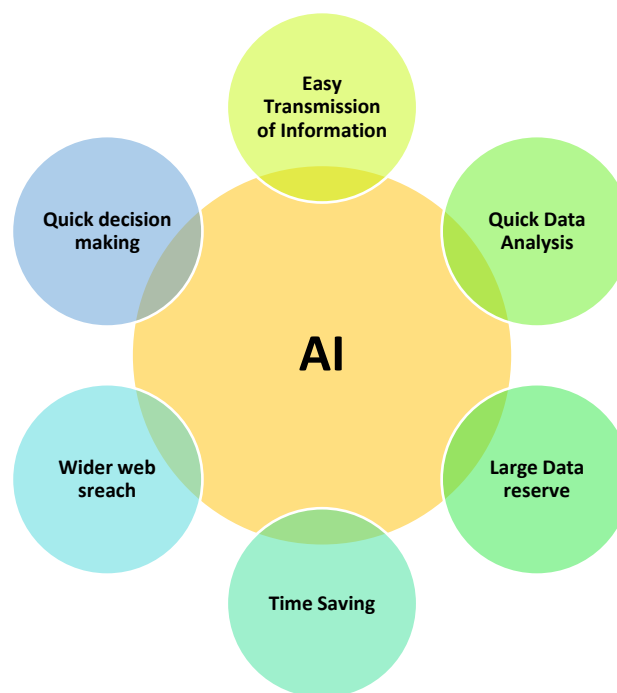 Easy
Transmission
of Information
Quick decision
making
Quick Data
Analysis
AI
Wider web
sreach
Large Data
reserve
Time Saving